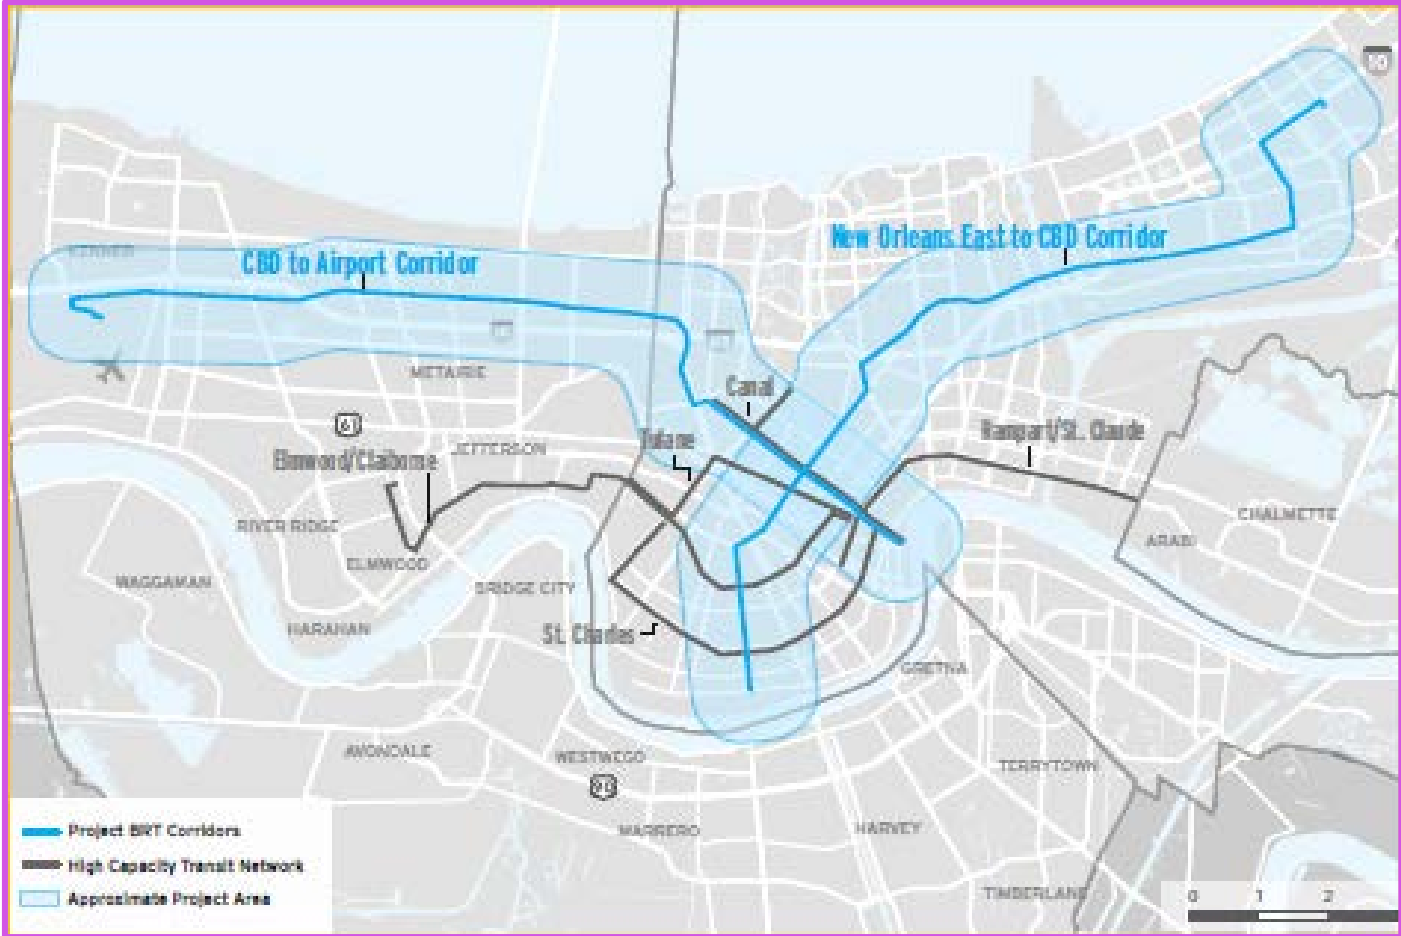 10
New Orleans East to CBD Corridor
KENNER
CBD to Airport Corridor
METAIRIE
Canal
61
Tulane
Rampart/St. Claude
JEFFERSON
Elmwood/Claiborne
CHALMETTE
RIVER RIDGE
ARABI
ELMWOOD
WAGGAMAN
BRIDGE CITY
HARAHAN
St. Charles
GRETNA
AVONDALE
WESTWEGO
TERRYTOWN
90
MARRERO
HARVEY
TIMBERLANE
Project BRT Corridors
High Capacity Transit Network
Approximate Project Area
0 1 2